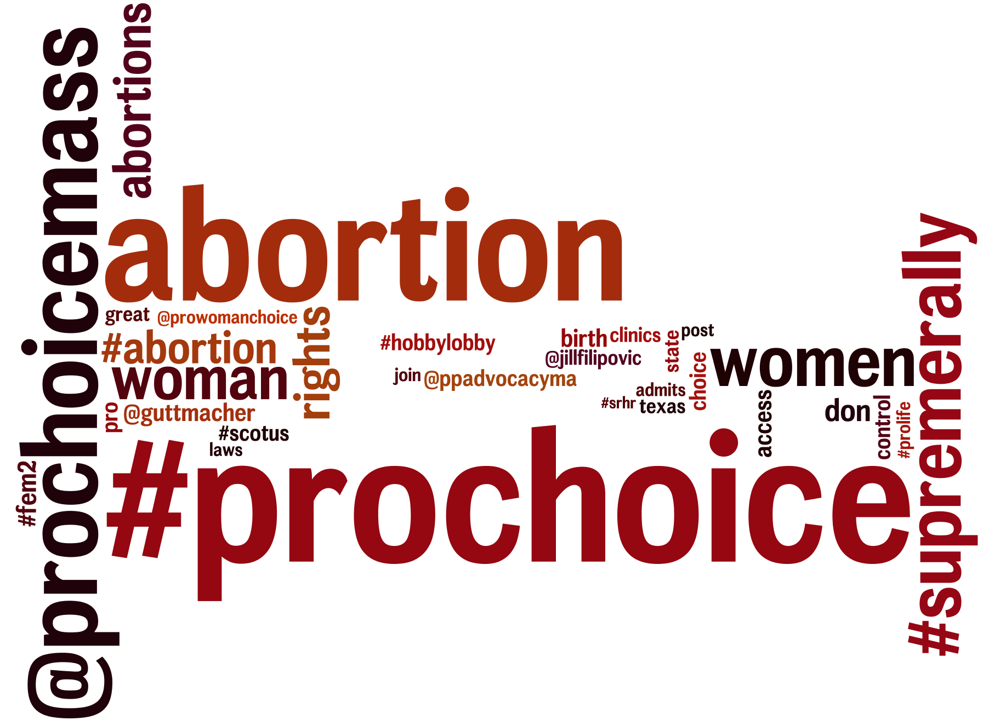 @prochoicemass
abortions
abortion
great
@prowomanchoice
#abortion
rights
woman
pro
@guttmacher
#scotus
laws
#fem2
#hobbylobby
join
@ppadvocacyma
birth
clinics
state
post
@jillfilipovic
choice
admits
#srhr
texas
women
access
don
control
#prolife
#supremerally
#prochoice